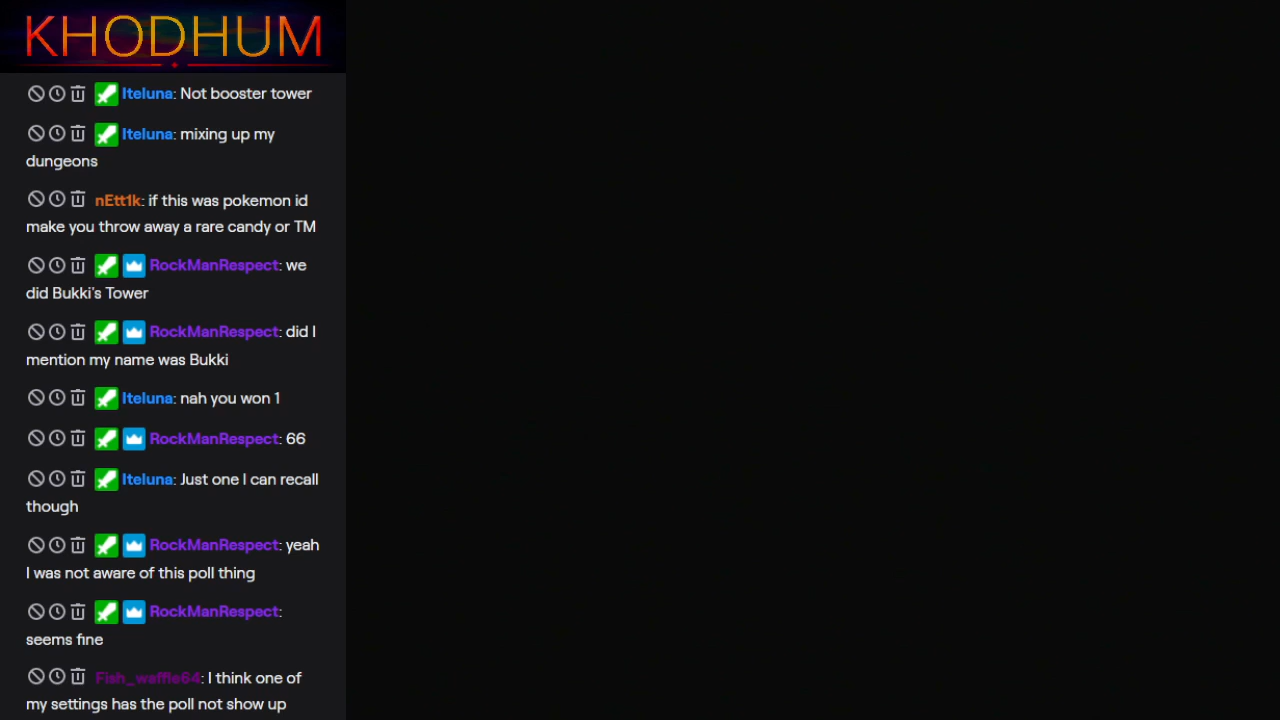 KHODHUM
Iteluna: Not booster tower
Iteluna: mixing up my
dungeons
nEtt1k: if this was pokemon id
make you throw away a rare candy or TM
RockManRespect: we
did Bukki's Tower
RockManRespect: did I
mention my name was Bukki
Iteluna: nah you won 1
RockManRespect: 66
Iteluna: Just one I can recall
though
RockManRespect: yeah
I was not aware of this poll thing
RockManRespect:
seems fine
Fish_waffle64: I think one of
my settings has the poll not show up